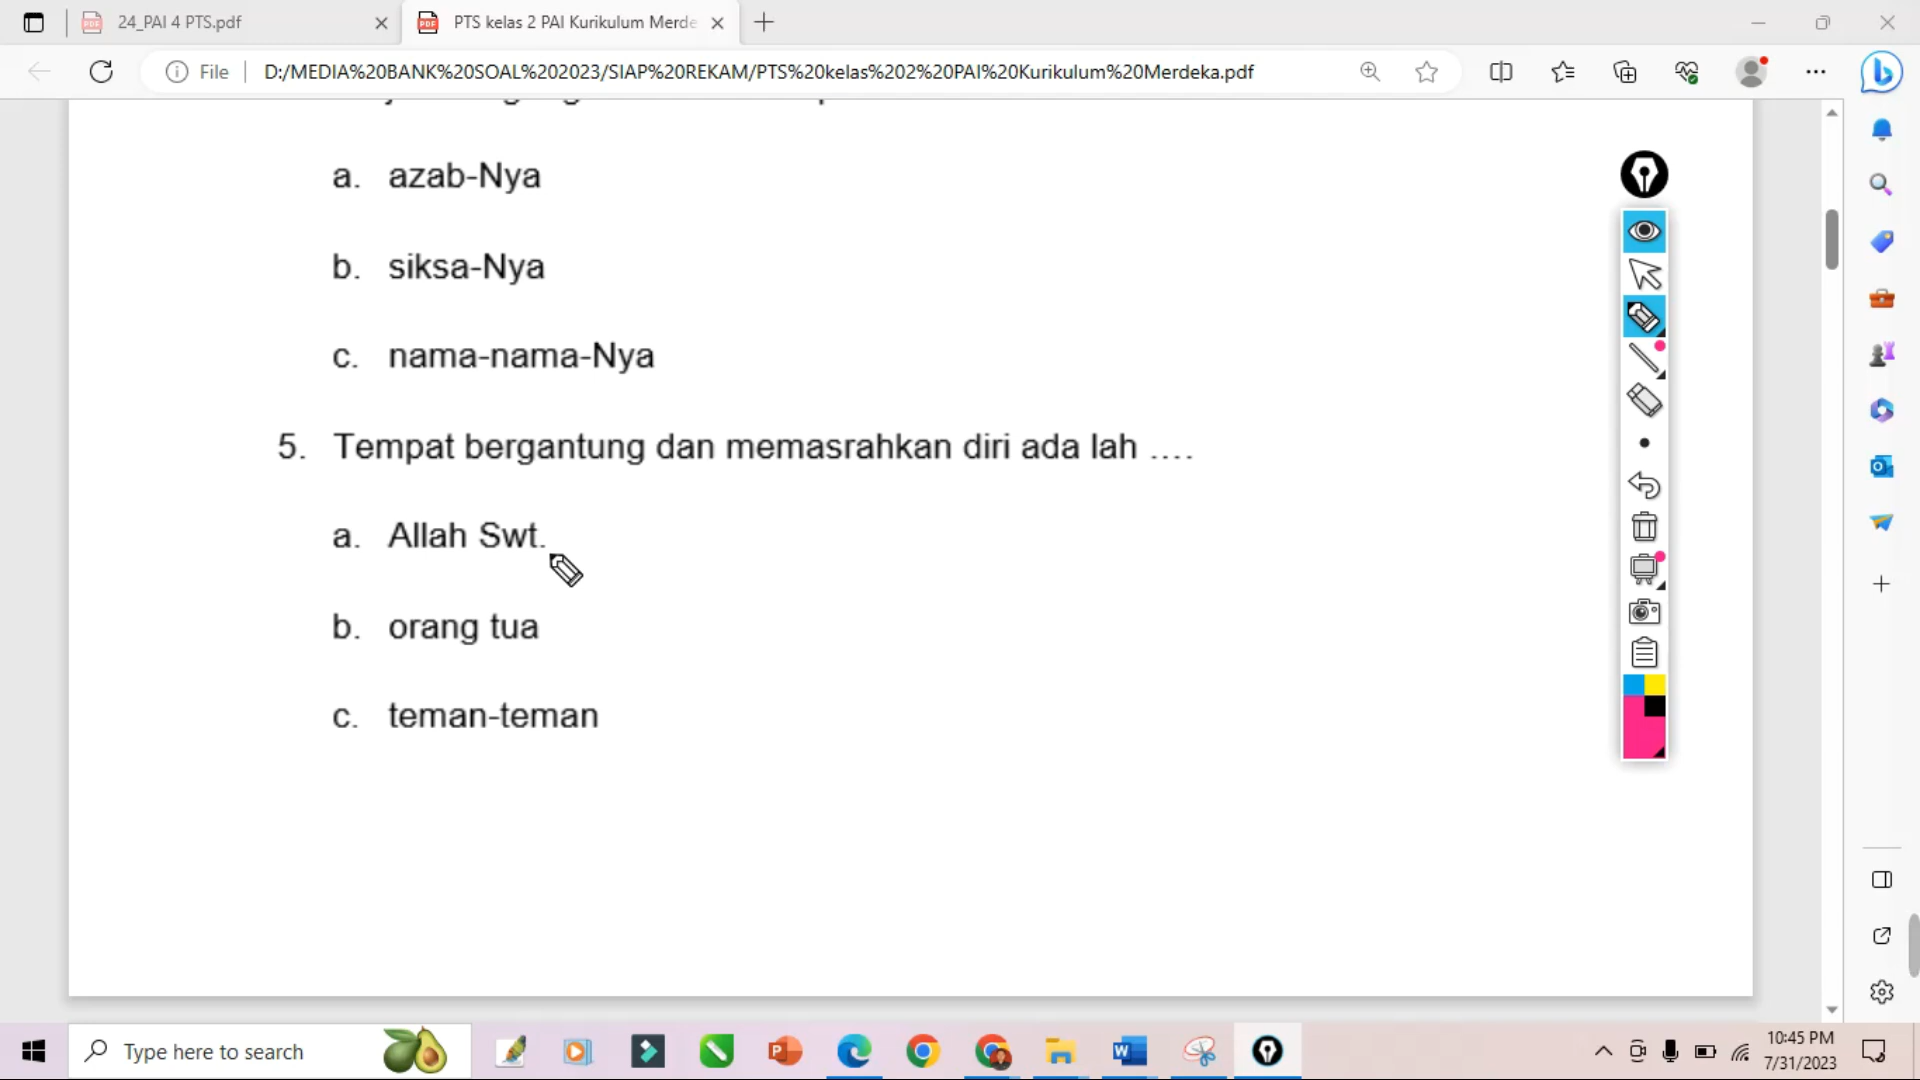 24_PAI 4 PTS.pdf
PTS kelas 2 PAI Kurikulum Merde
File
D:/MEDIA%20BANK%20SOAL%202023/SIAP%20REKAM/PTS%20kelas%202%20PAI%20Kurikulum%20Merdeka.pdf
a. azab-Nya
b. siksa-Nya
c. nama-nama-Nya
5. Tempat bergantung dan memasrahkan diri ada lah ....
a. Allah Swt.
b. orang tua
c. teman-teman
Type here to search
10:45 PM
7/31/2023